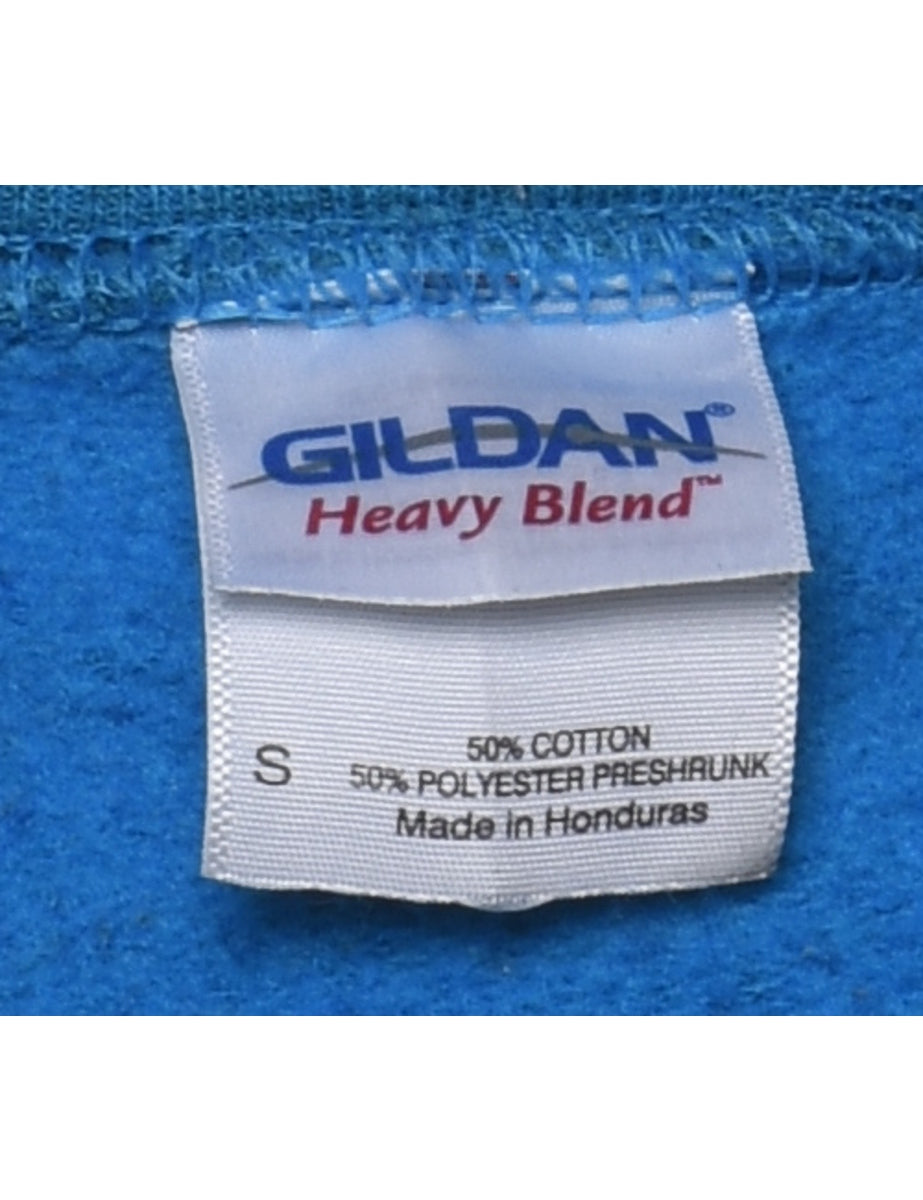 GILDAN®
Heavy Blend™
S
50% COTTON
50% POLYESTER PRESHRUNK
Made in Honduras